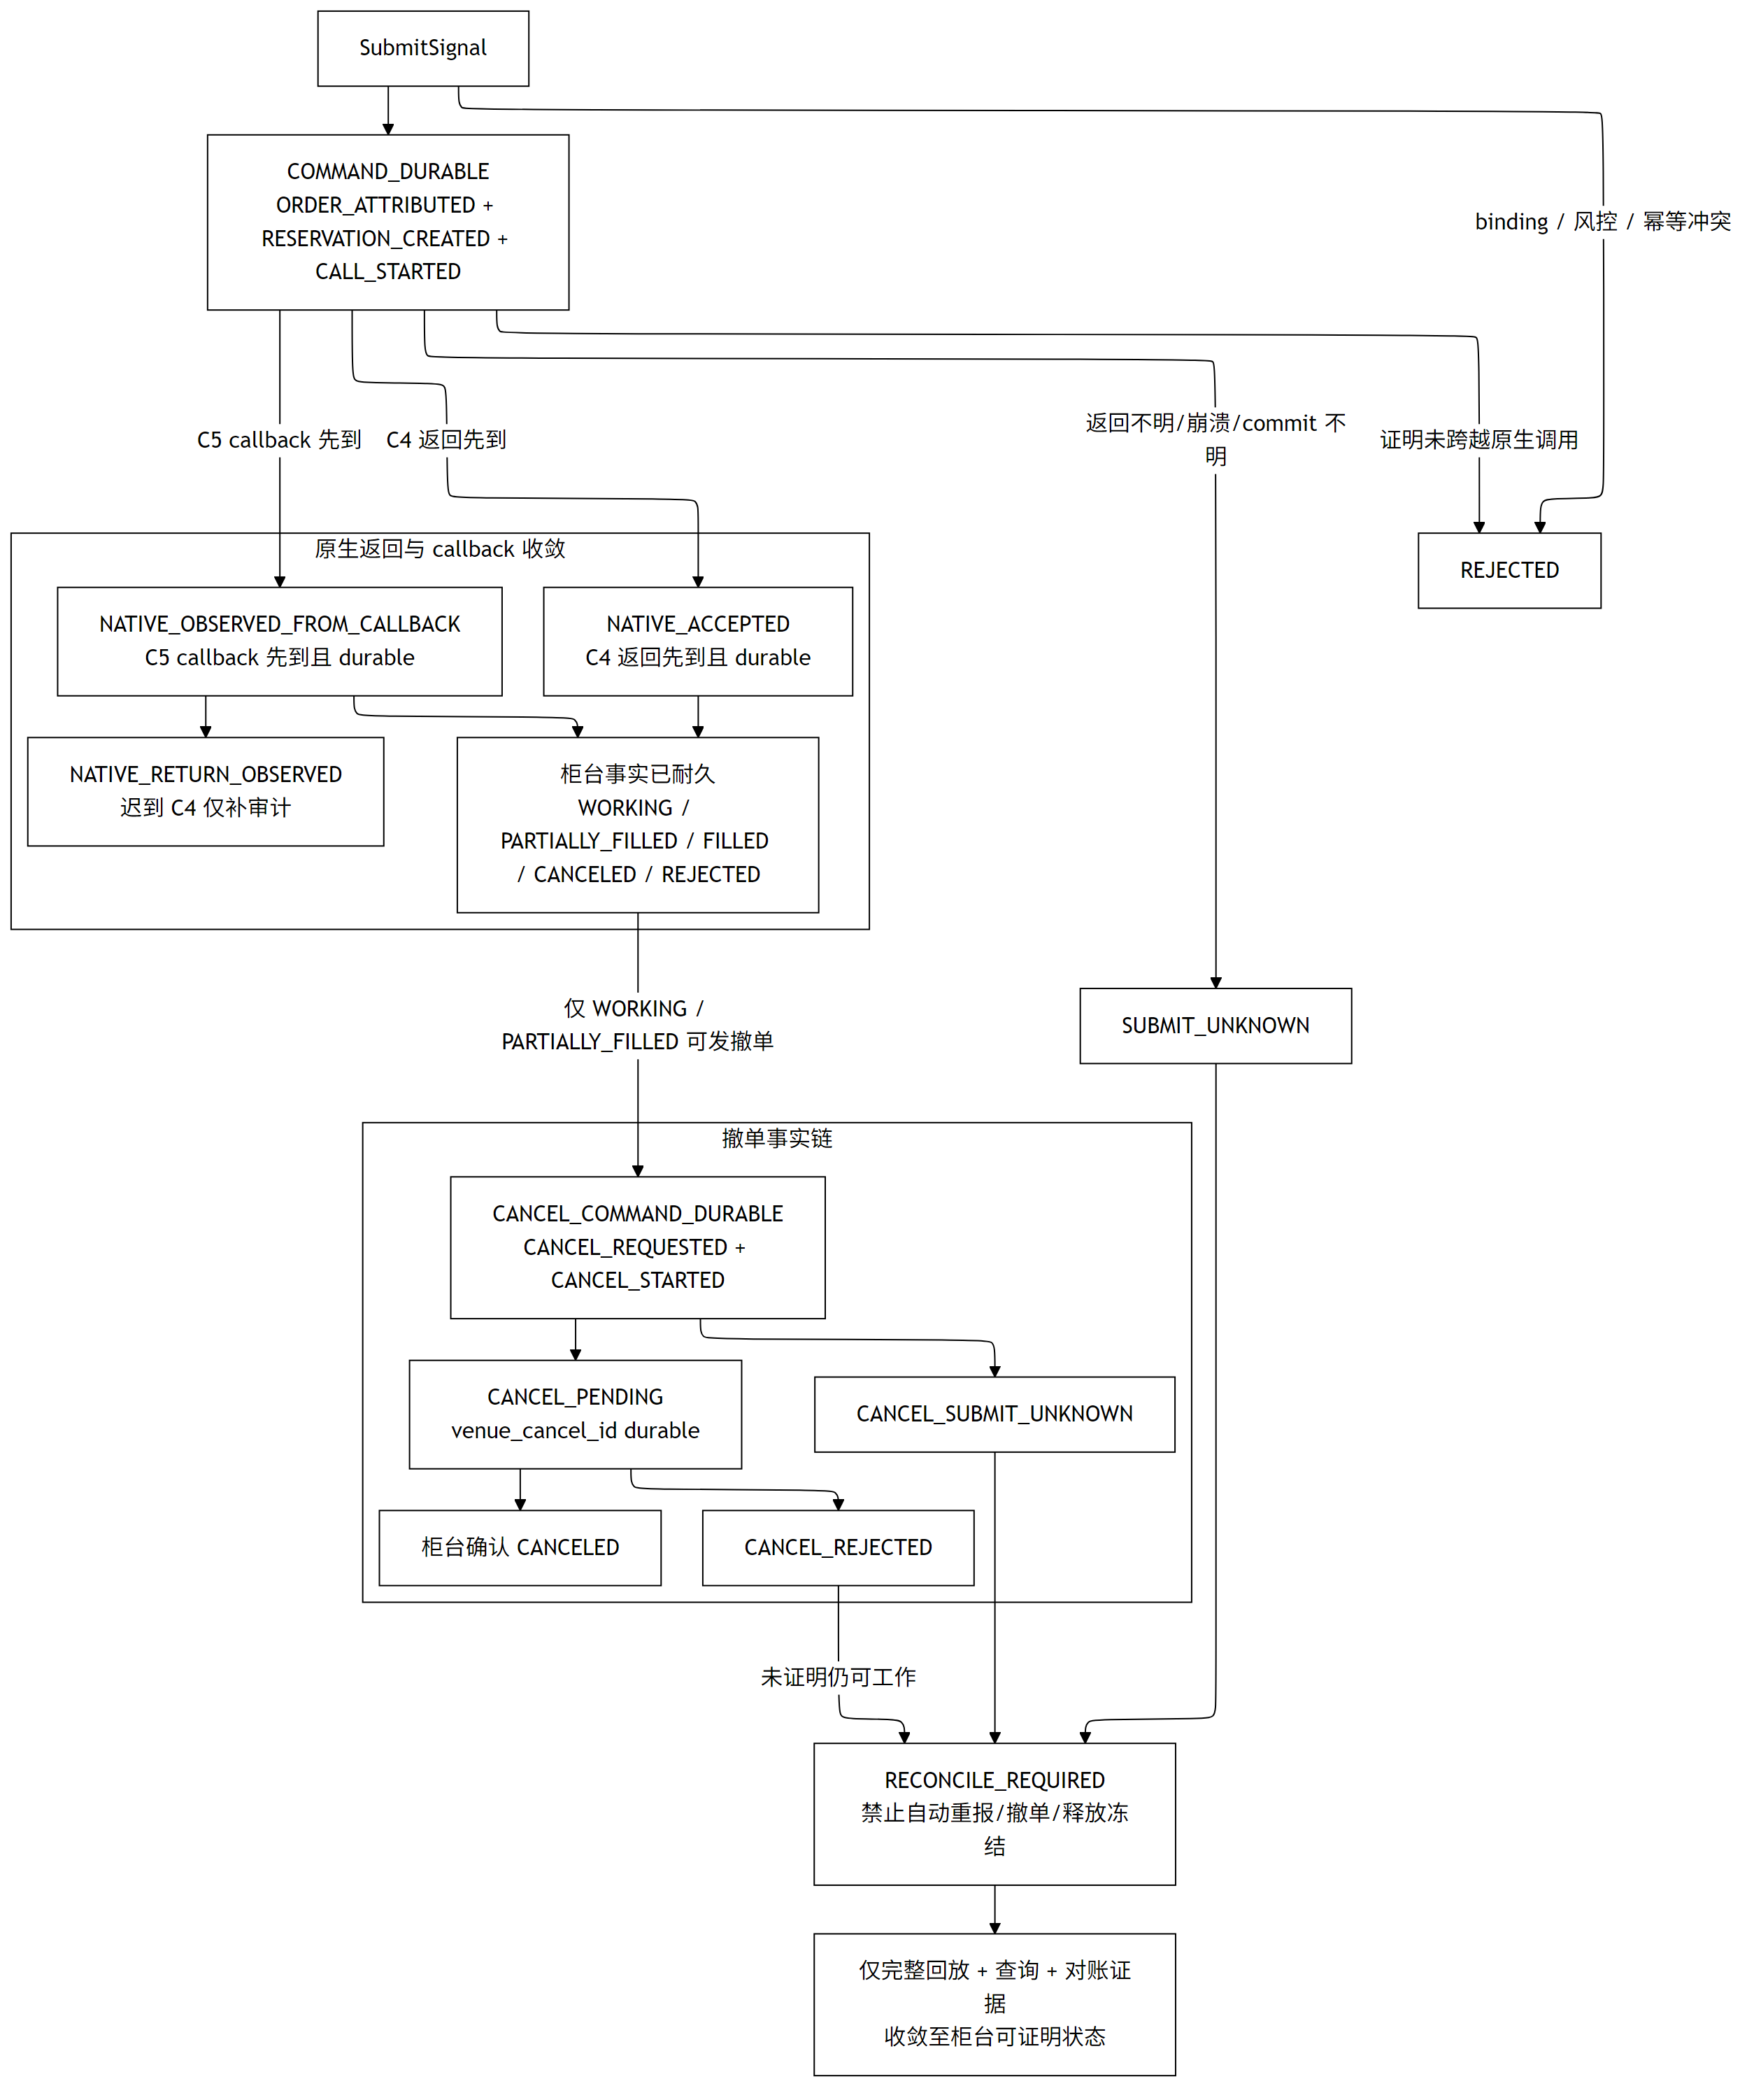 SubmitSignal
COMMAND_DURABLE
ORDER_ATTRIBUTED +
RESERVATION_CREATED +
CALL_STARTED
binding / 风控 / 幂等冲突
C5 callback 先到
C4 返回先到
返回不明/崩溃/commit 不
明
证明未跨越原生调用
原生返回与 callback 收敛
NATIVE_OBSERVED_FROM_CALLBACK
C5 callback 先到且 durable
NATIVE_ACCEPTED
C4 返回先到且 durable
REJECTED
NATIVE_RETURN_OBSERVED
迟到 C4 仅补审计
柜台事实已耐久
WORKING /
PARTIALLY_FILLED / FILLED
/ CANCELED / REJECTED
仅 WORKING /
PARTIALLY_FILLED 可发撤单
SUBMIT_UNKNOWN
撤单事实链
CANCEL_COMMAND_DURABLE
CANCEL_REQUESTED +
CANCEL_STARTED
CANCEL_PENDING
venue_cancel_id durable
CANCEL_SUBMIT_UNKNOWN
柜台确认 CANCELED
CANCEL_REJECTED
未证明仍可工作
RECONCILE_REQUIRED
禁止自动重报/撤单/释放冻
结
仅完整回放 + 查询 + 对账证
据
收敛至柜台可证明状态